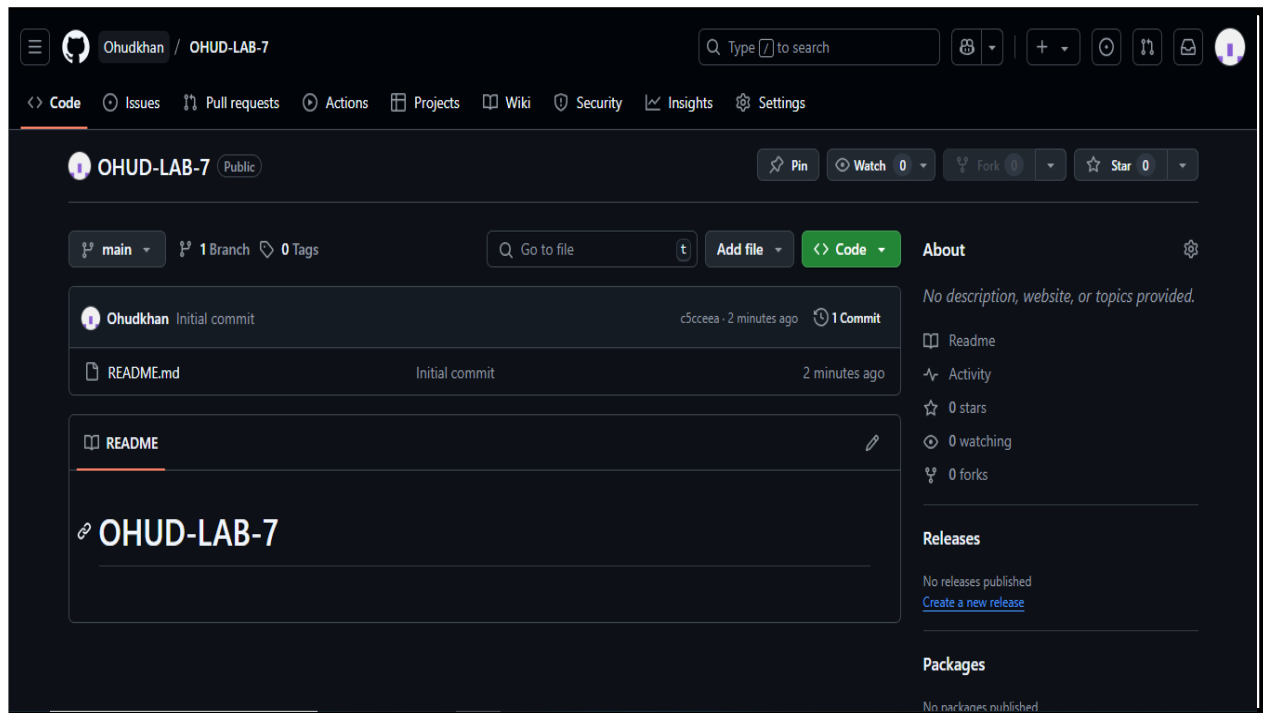 Ohudkhan / OHUD-LAB-7 Type / to search
Code Issues Pull requests Actions Projects Wiki Security Insights Settings
OHUD-LAB-7 Public Pin Watch 0 Fork 0 Star 0
main 1 Branch 0 Tags Go to file t Add file Code
About
No description, website, or topics provided.
Ohudkhan Initial commit c5cceea · 2 minutes ago 1 Commit
README.md Initial commit 2 minutes ago
README
OHUD-LAB-7
Readme
Activity
0 stars
0 watching
0 forks
Releases
No releases published
Create a new release
Packages
No packages published